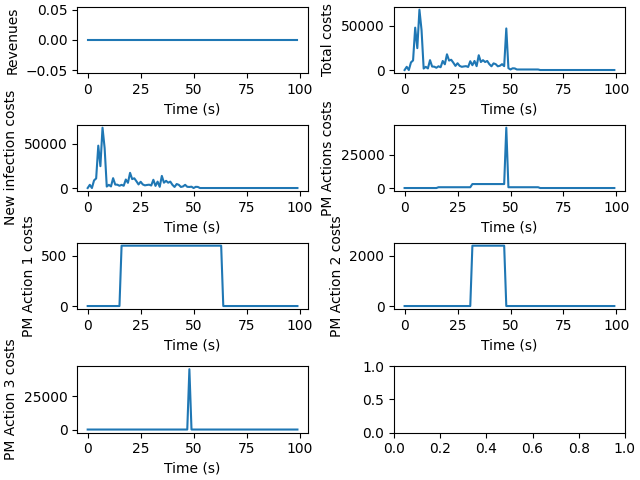 Revenues
0.05
0.00
−0.05
0 25 50 75 100
Time (s)
Total costs
50000
0
0 25 50 75 100
Time (s)
New infection costs
50000
0
0 25 50 75 100
Time (s)
PM Actions costs
25000
0
0 25 50 75 100
Time (s)
PM Action 1 costs
500
0
0 25 50 75 100
Time (s)
PM Action 2 costs
2000
0
0 25 50 75 100
Time (s)
PM Action 3 costs
25000
0
0 25 50 75 100
Time (s)
1.0
0.5
0.0
0.0 0.2 0.4 0.6 0.8 1.0